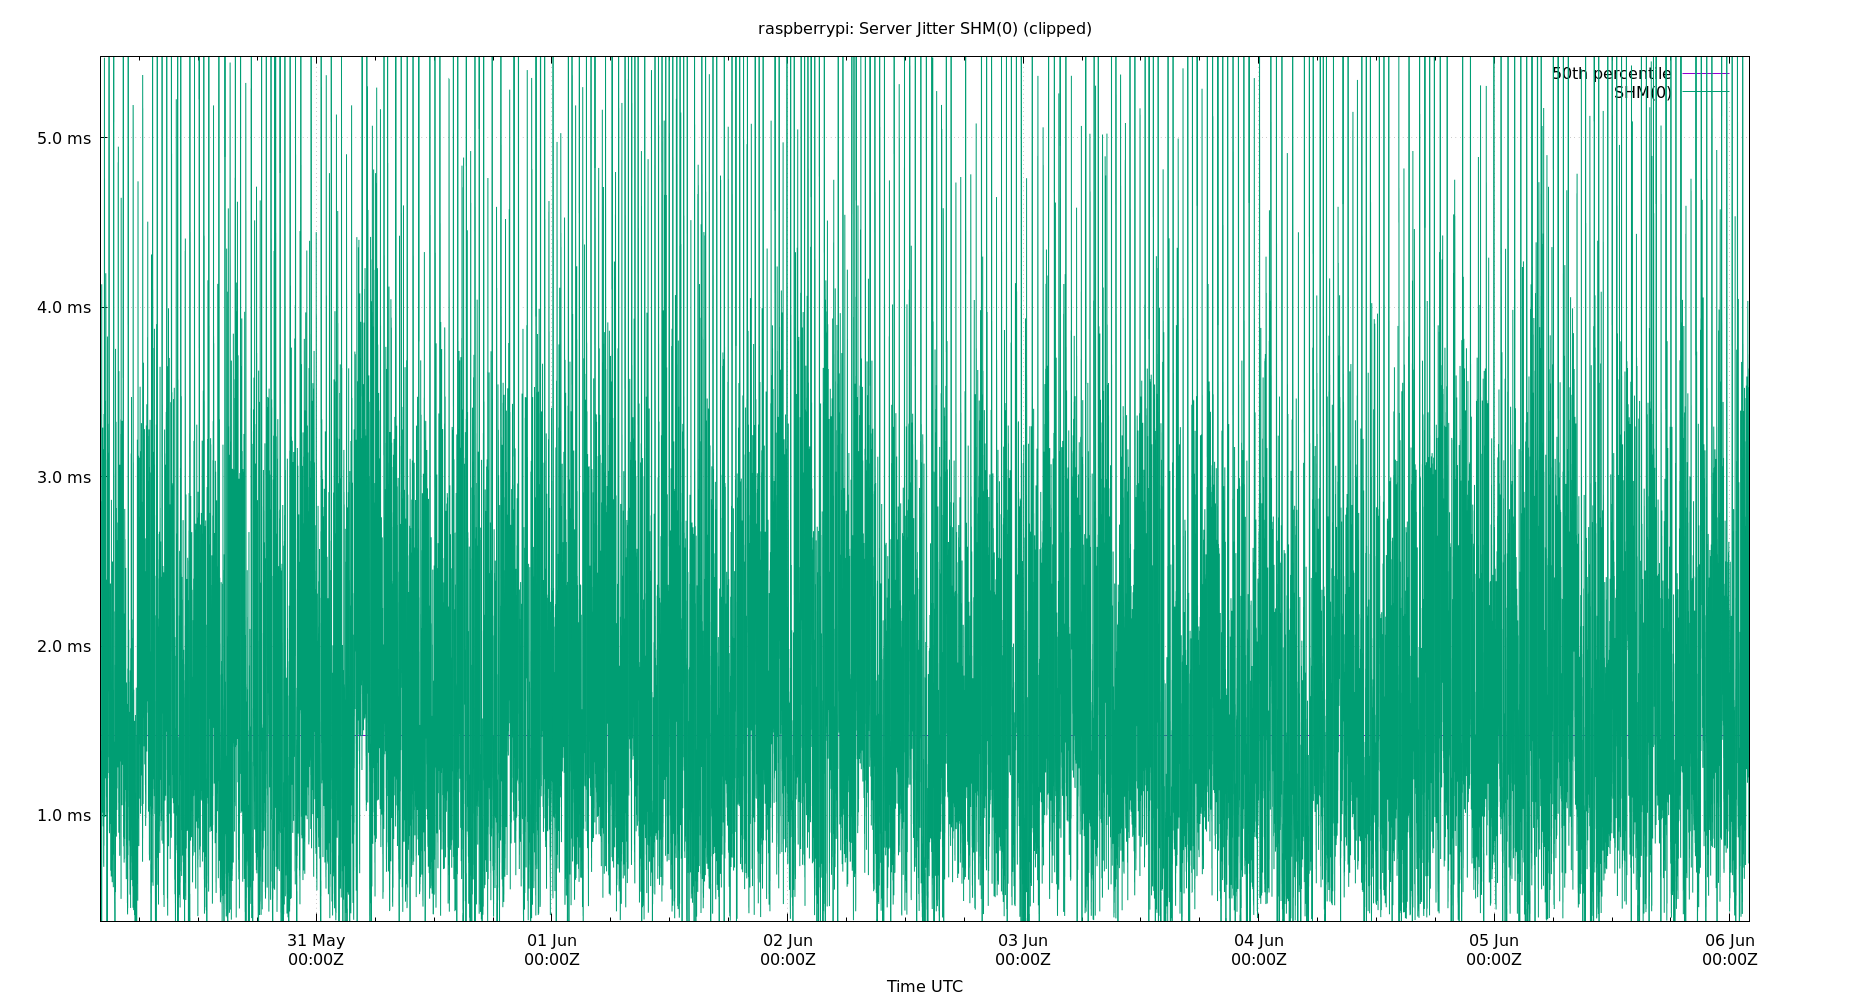 raspberrypi: Server Jitter SHM(0) (clipped)
50th percentile
SHM(0)
5.0 ms
4.0 ms
3.0 ms
2.0 ms
1.0 ms
31 May 01 Jun 02 Jun 03 Jun 04 Jun 05 Jun 06 Jun
00:00Z 00:00Z 00:00Z 00:00Z 00:00Z 00:00Z 00:00Z
Time UTC